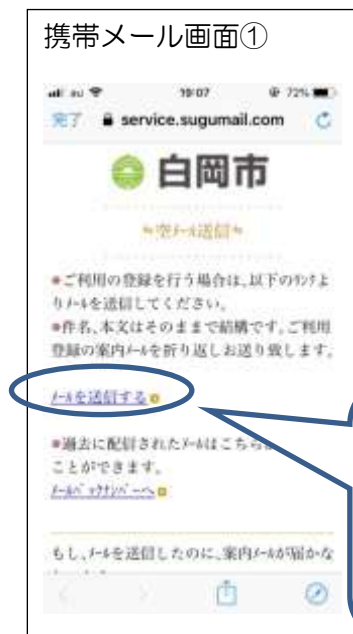 携帯メール画面①
au 19:07 72%
完了 service.sugumail.com
白岡市
空メール送信
●ご利用の登録を行う場合は、以下のリンクよ
りメールを送信してください。
●件名、本文はそのままで結構です。ご利用
登録の案内メールを折り返しお送り致します。
メールを送信する
●過去に配信されたメールはこちら
ことができます。
メールバックナンバーへ
もし、メールを送信したのに、案内メールが届かな